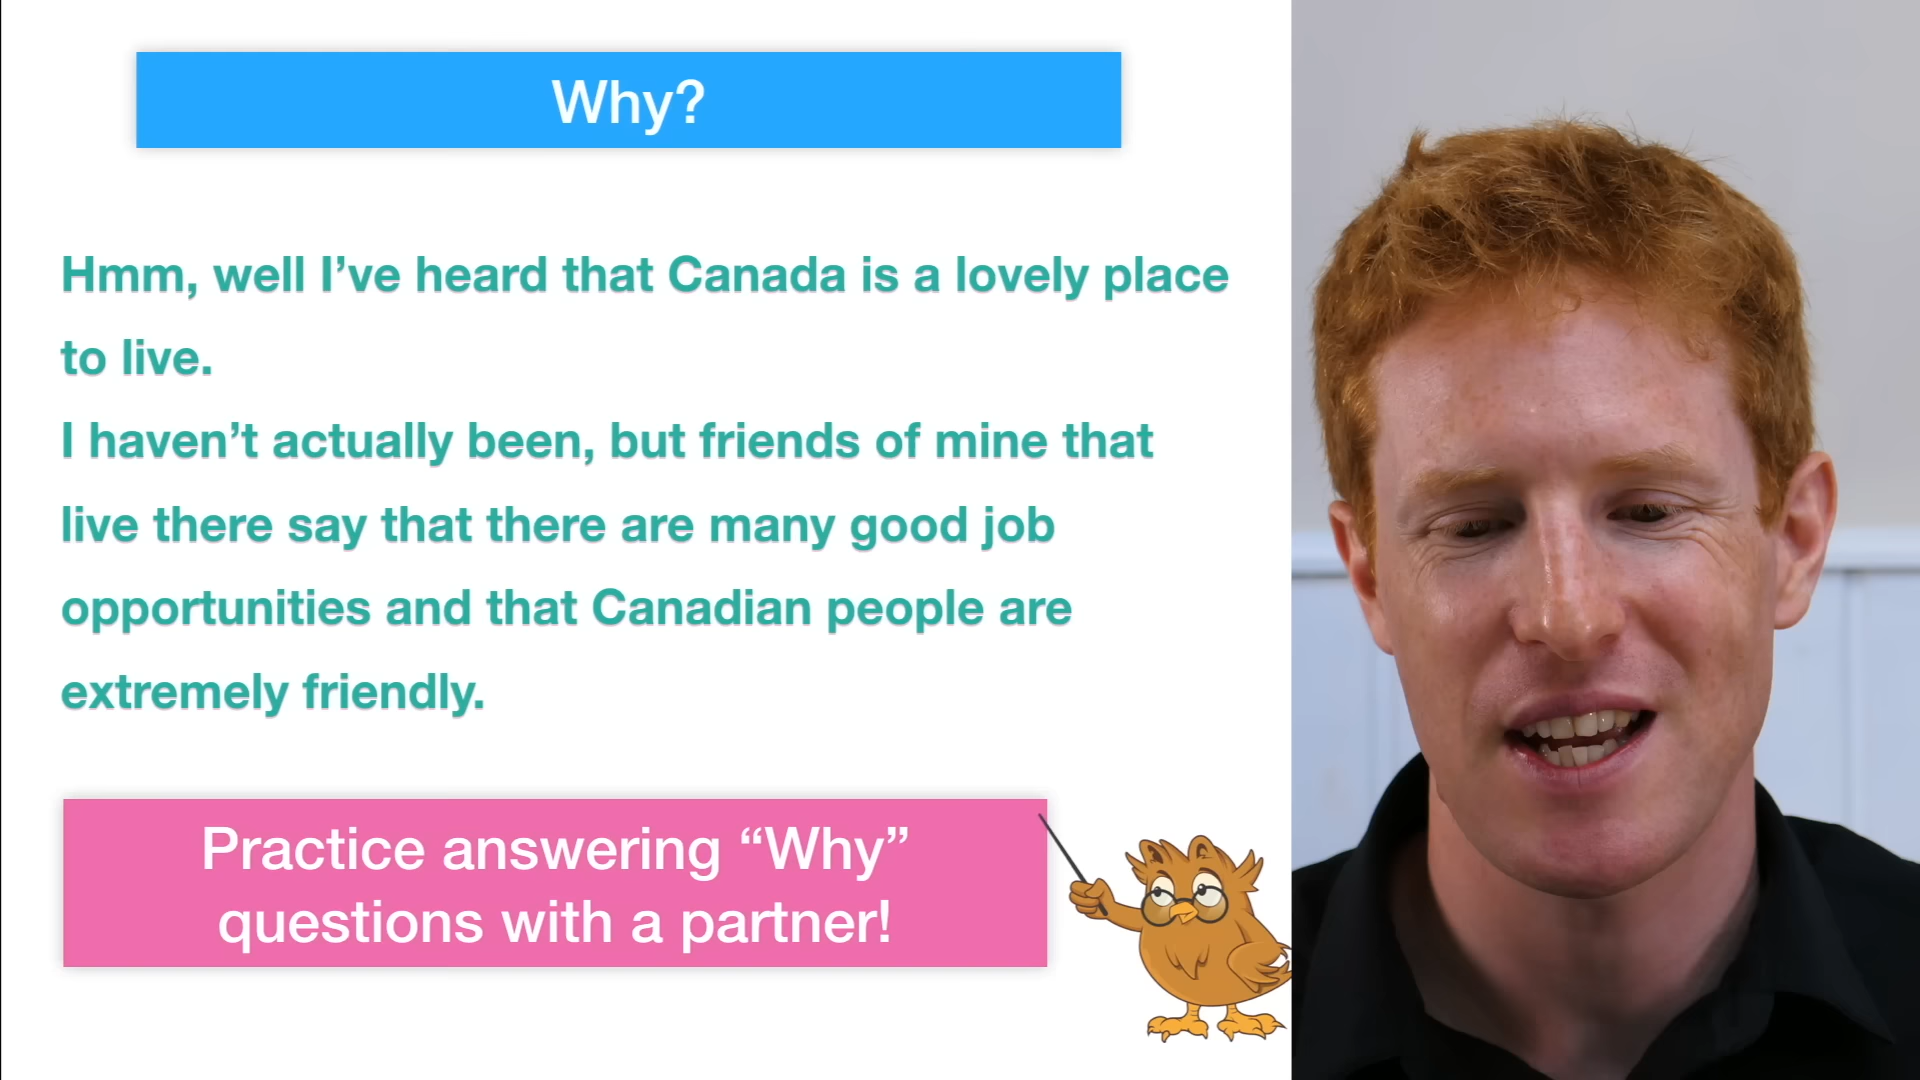 Why?
Hmm, well I’ve heard that Canada is a lovely place
to live.
I haven’t actually been, but friends of mine that
live there say that there are many good job
opportunities and that Canadian people are
extremely friendly.
Practice answering “Why”
questions with a partner!